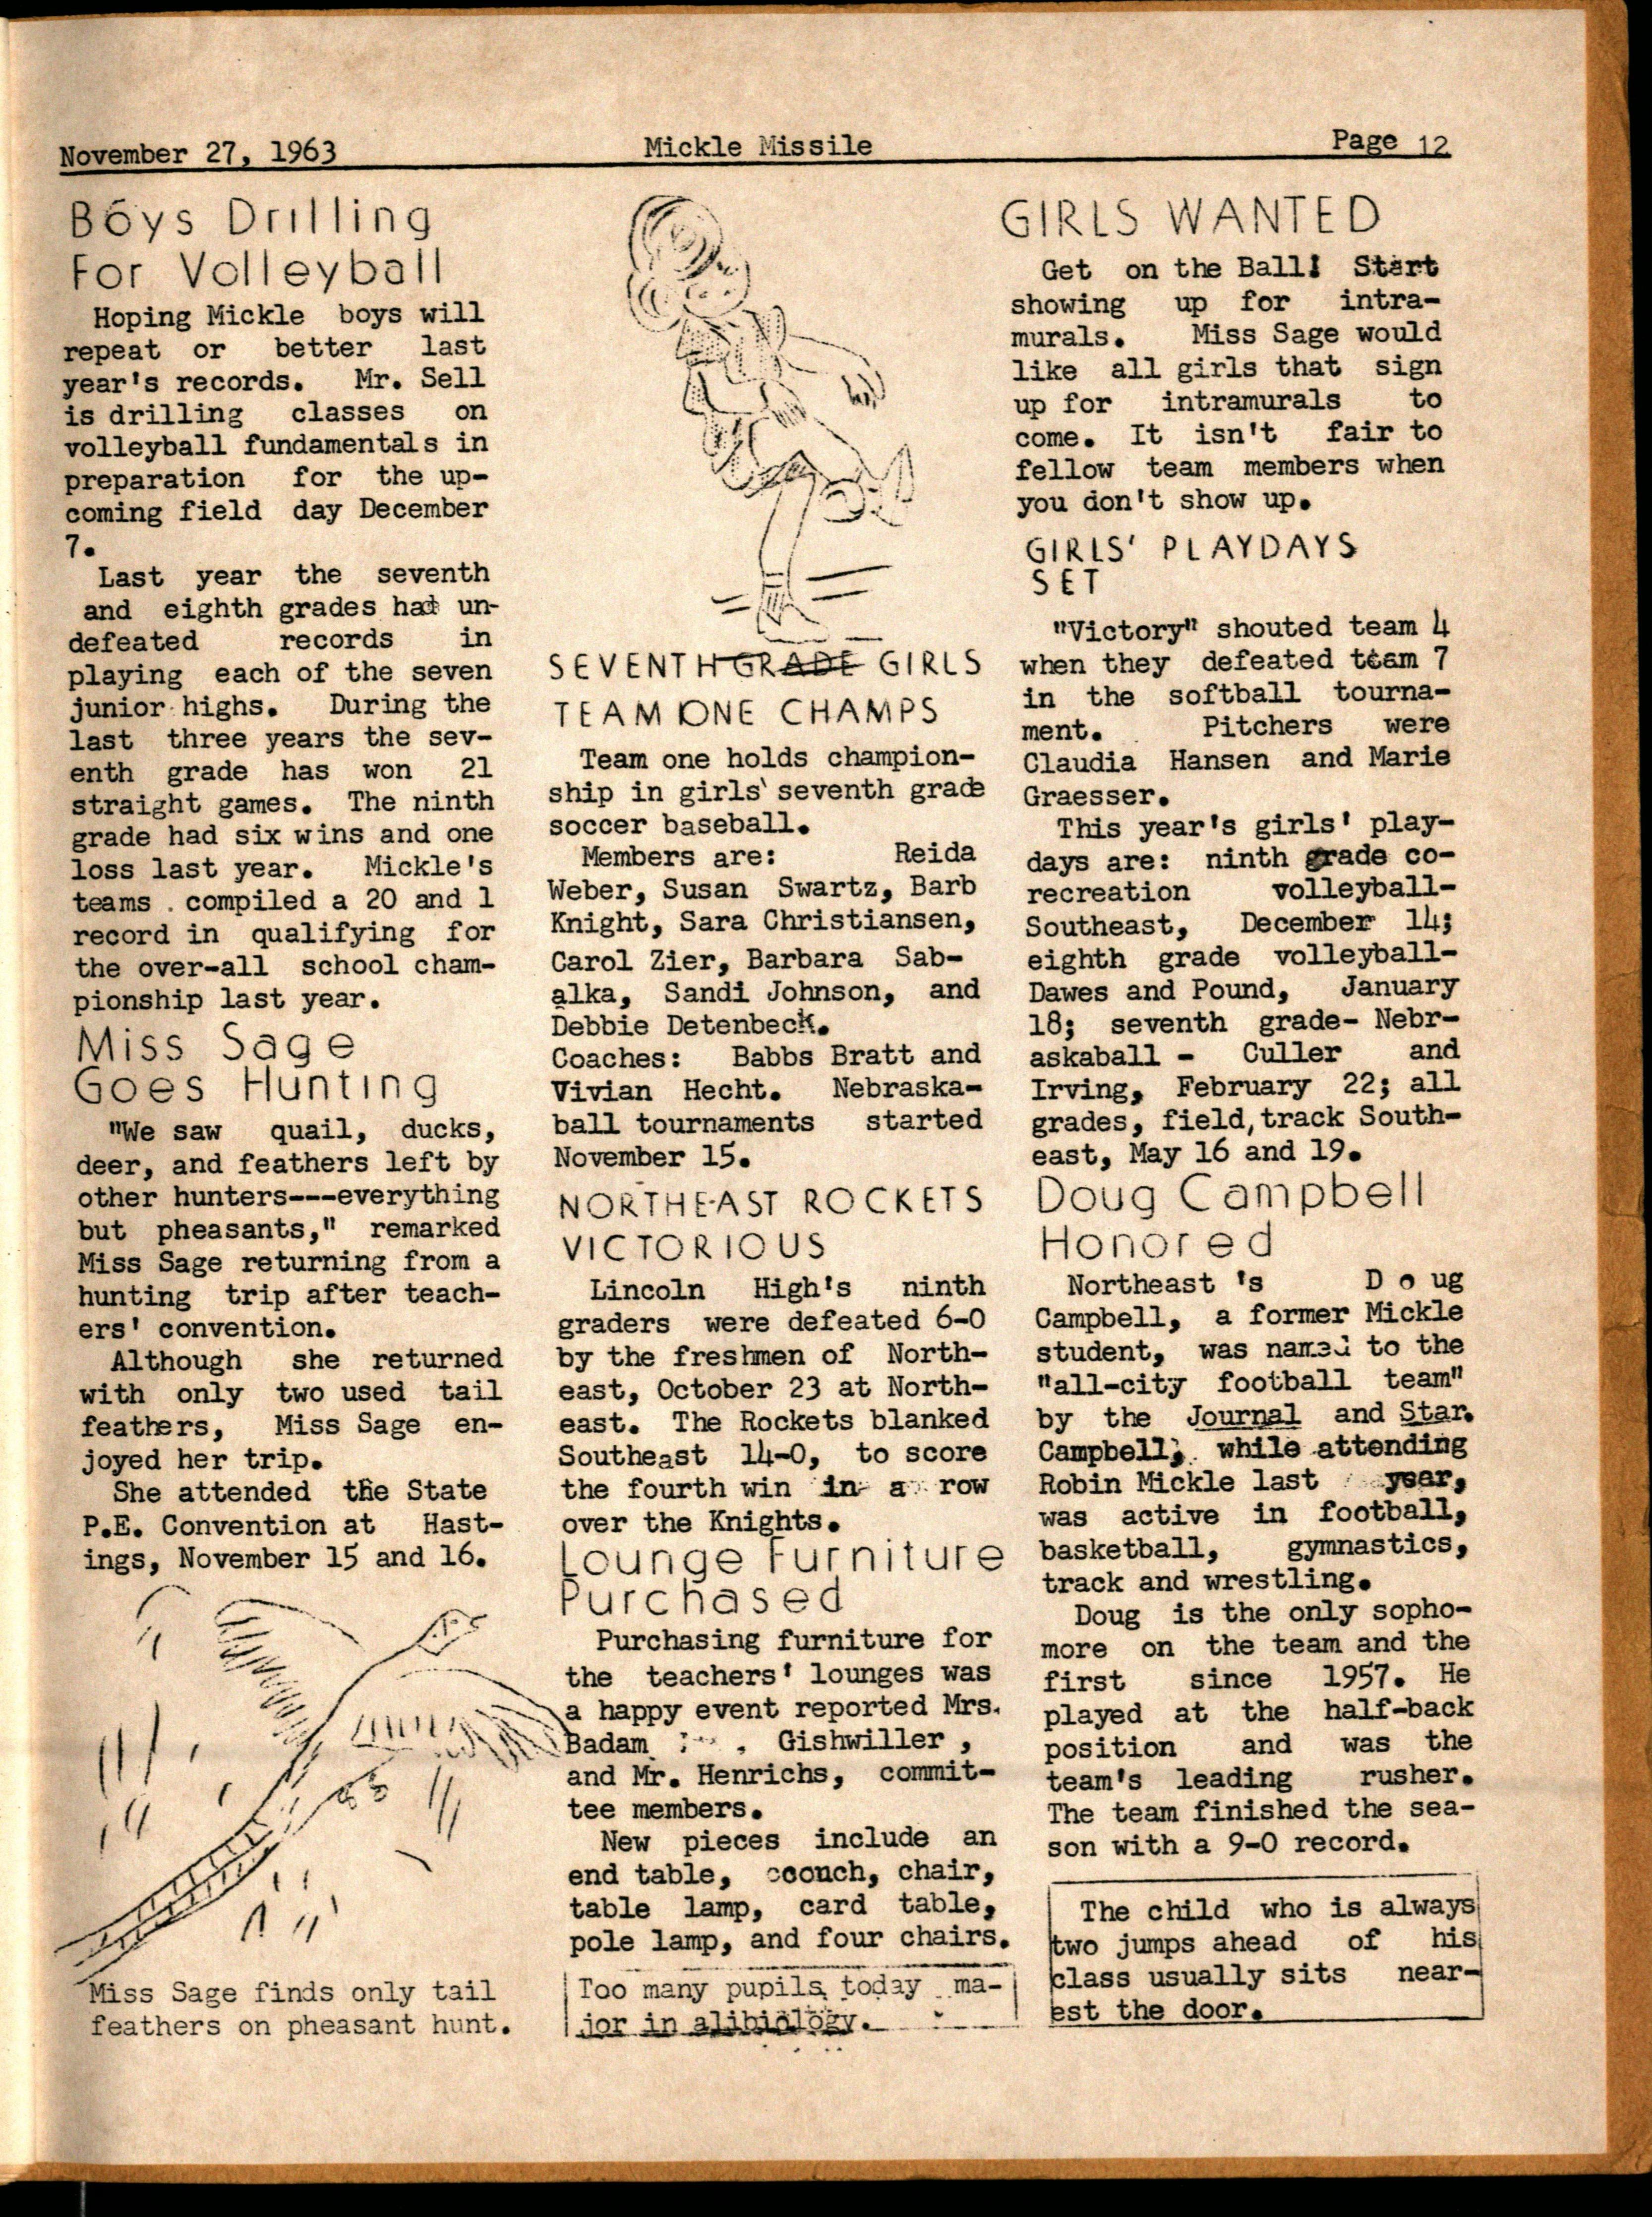 November 27, 1963
Mickle Missile
Page 12
Boys Drilling
For Volleyball
Hoping Mickle boys will
repeat or better last
year's records. Mr. Sell
is drilling classes on
volleyball fundamentals in
preparation for the up-
coming field day December
7.
Last year the seventh
and eighth grades had un-
defeated records in
playing each of the seven
junior highs. During the
last three years the sev-
enth grade has won 21
straight games. The ninth
grade had six wins and one
loss last year. Mickle's
teams compiled a 20 and 1
record in qualifying for
the over-all school cham-
pionship last year.
Miss Sage
Goes Hunting
"We saw quail, ducks,
deer, and feathers left by
other hunters---everything
but pheasants," remarked
Miss Sage returning from a
hunting trip after teach-
ers' convention.
Although she returned
with only two used tail
feathers, Miss Sage en-
joyed her trip.
She attended the State
P.E. Convention at Hast-
ings, November 15 and 16.
Miss Sage finds only tail
feathers on pheasant hunt.
SEVENTH GRADE GIRLS
TEAM ONE CHAMPS
Team one holds champion-
ship in girls' seventh grade
soccer baseball.
Members are: Reida
Weber, Susan Swartz, Barb
Knight, Sara Christiansen,
Carol Zier, Barbara Sab-
alka, Sandi Johnson, and
Debbie Detenbeck.
Coaches: Babbs Bratt and
Vivian Hecht. Nebraska-
ball tournaments started
November 15.
NORTHEAST ROCKETS
VICTORIOUS
Lincoln High's ninth
graders were defeated 6-0
by the freshmen of North-
east, October 23 at North-
east. The Rockets blanked
Southeast 14-0, to score
the fourth win in a row
over the Knights.
Lounge Furniture
Purchased
Purchasing furniture for
the teachers' lounges was
a happy event reported Mrs.
Badam Gishwiller,
and Mr. Henrichs, commit-
tee members.
New pieces include an
end table, chair,
table lamp, card table,
pole lamp, and four chairs.
Too many pupils today ma-
jor in alibiology.
GIRLS WANTED
Get on the Ball! Start
showing up for intra-
murals. Miss Sage would
like all girls that sign
up for intramurals to
come. It isn't fair to
fellow team members when
you don't show up.
GIRLS' PLAYDAYS
SET
"Victory" shouted team 4
when they defeated team 7
in the softball tourna-
ment. Pitchers were
Claudia Hansen and Marie
Graesser.
This year's girls' play-
days are: ninth grade co-
recreation volleyball-
Southeast, December 14;
eighth grade volleyball-
Dawes and Pound, January
18; seventh grade- Nebr-
askaball - Culler and
Irving, February 22; all
grades, field, track South-
east, May 16 and 19.
Doug Campbell
Honored
Northeast 's Doug
Campbell, a former Mickle
student, was named to the
"all-city football team"
by the Journal and Star.
Campbell, while attending
Robin Mickle last year,
was active in football,
basketball, gymnastics,
track and wrestling.
Doug is the only sopho-
more on the team and the
first since 1957. He
played at the half-back
position and was the
team's leading rusher.
The team finished the sea-
son with a 9-0 record.
The child who is always
two jumps ahead of his
class usually sits near-
est the door.